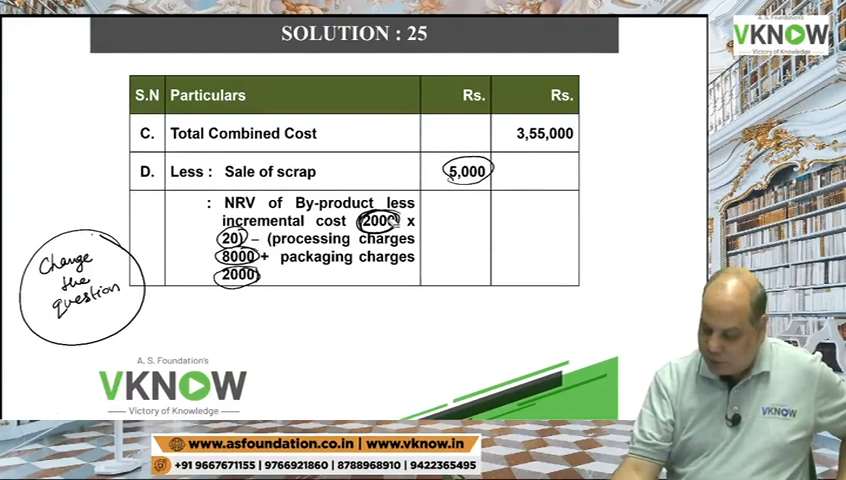 SOLUTION : 25
A. S. Foundation's
VKNOW
Victory of Knowledge
S.N Particulars Rs. Rs.
C. Total Combined Cost 3,55,000
D. Less : Sale of scrap 5,000
: NRV of By-product less
incremental cost (2000 x
20) – (processing charges
8000 + packaging charges
2000)
Change
the
question
A. S. Foundation's
VKNOW
Victory of Knowledge
VKNOW
www.asfoundation.co.in | www.vknow.in
+91 9667671155 | 9766921860 | 8788968910 | 9422365495